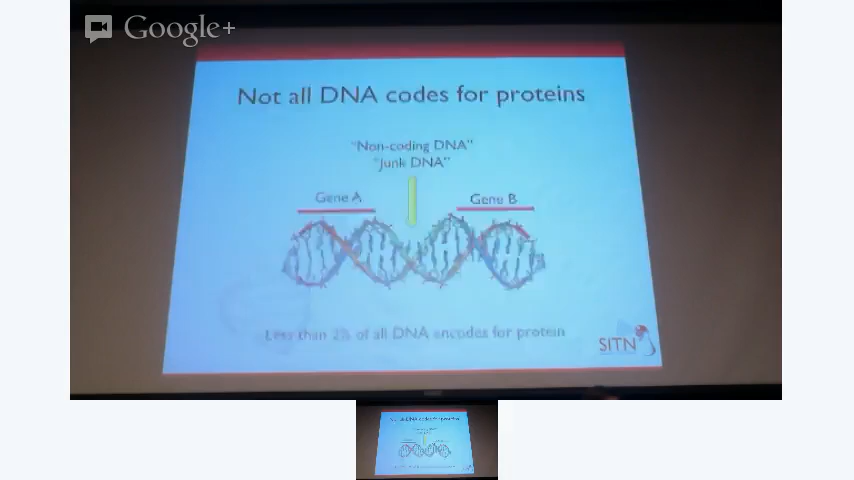 Google+
Not all DNA codes for proteins
"Non-coding DNA"
"Junk DNA"
Gene A
Gene B
Less than 2% of all DNA encodes for protein
SITN